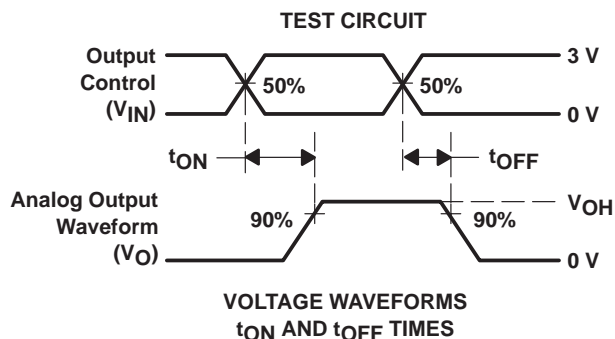 TEST CIRCUIT
Output
Control
(VIN)
3 V
50%
50%
0 V
tON
tOFF
Analog Output
Waveform
(VO)
90%
90%
VOH
0 V
VOLTAGE WAVEFORMS
tON AND tOFF TIMES